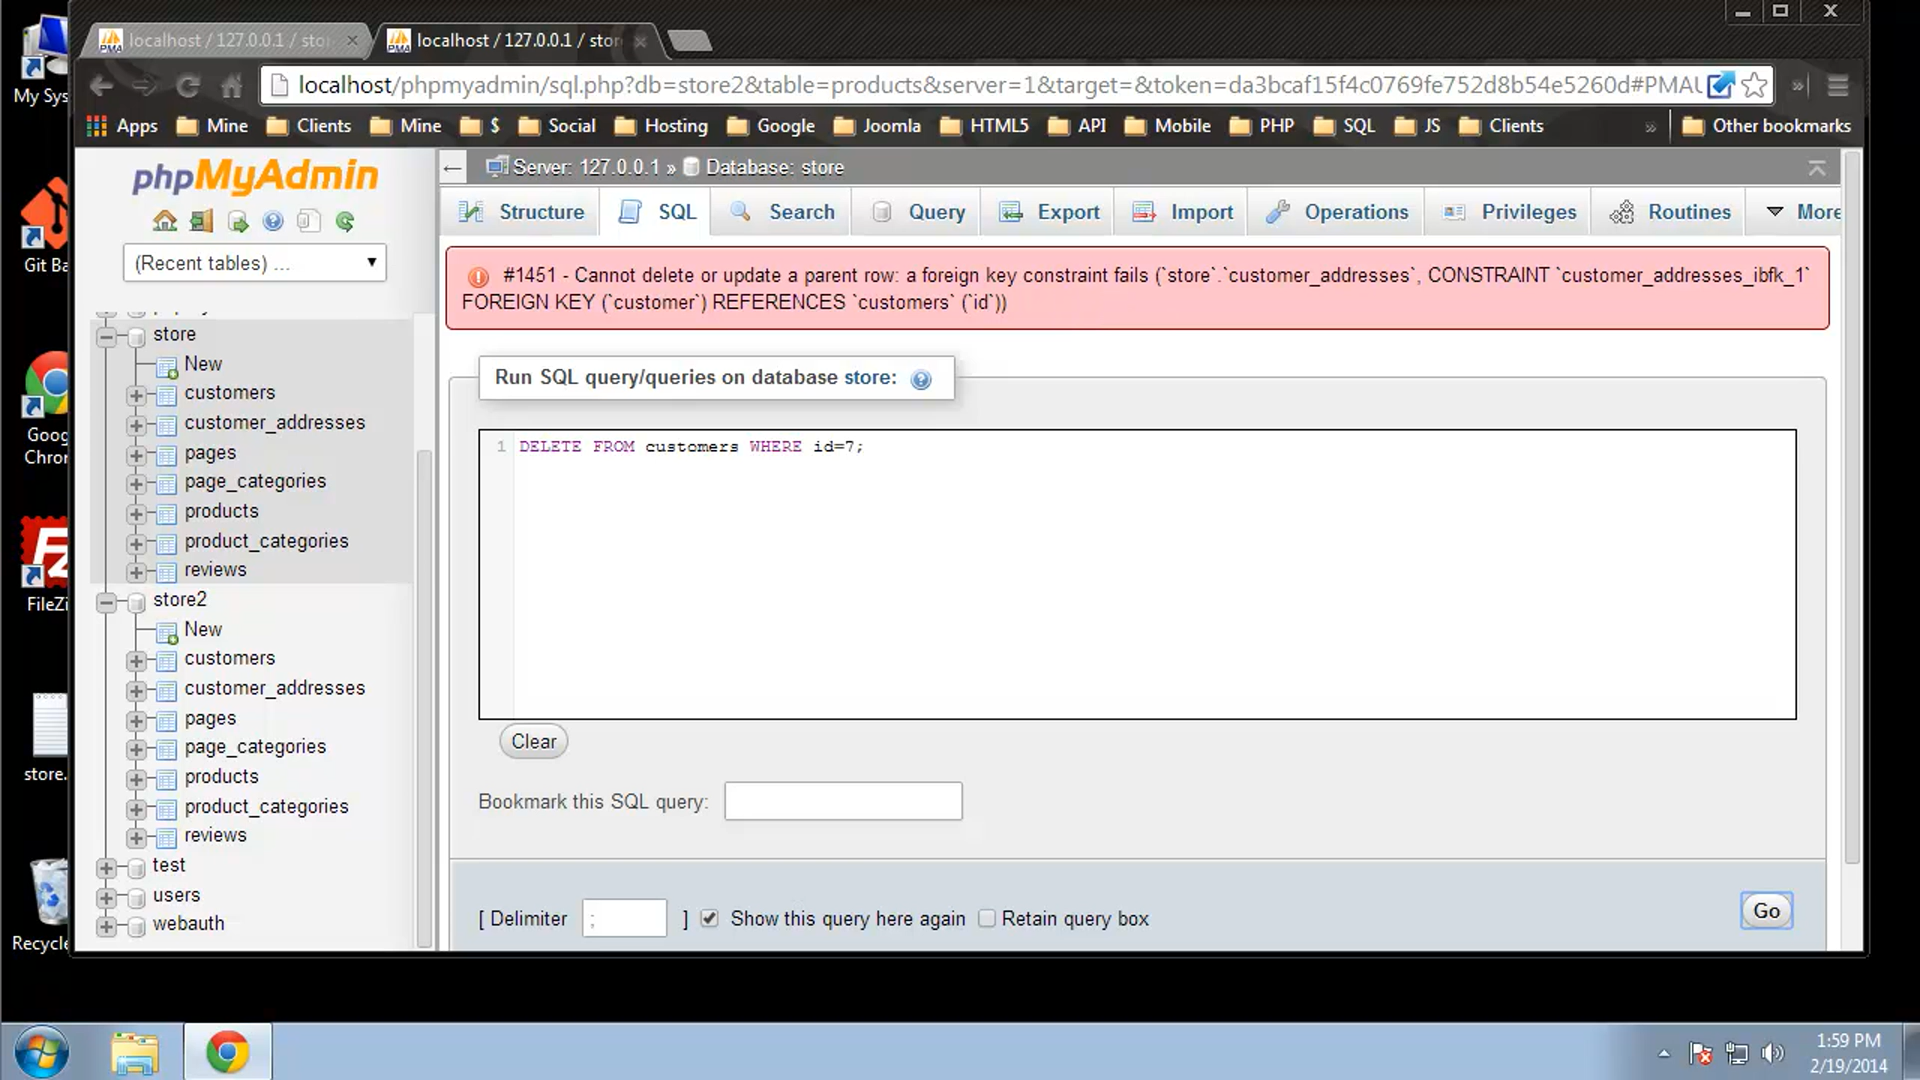 localhost / 127.0.0.1 / sto
localhost / 127.0.0.1 / stor
localhost/phpmyadmin/sql.php?db=store2&table=products&server=1&target=&token=da3bcaf15f4c0769fe752d8b54e5260d#PMAU
Apps Mine Clients Mine $ Social Hosting Google Joomla HTML5 API Mobile PHP SQL JS Clients » Other bookmarks
My Sys
Git Ba
Goog
Chron
FileZi
store.
Recycle
phpMyAdmin
(Recent tables) ...
store
New
customers
customer_addresses
pages
page_categories
products
product_categories
reviews
store2
New
customers
customer_addresses
pages
page_categories
products
product_categories
reviews
test
users
webauth
Server: 127.0.0.1 » Database: store
Structure SQL Search Query Export Import Operations Privileges Routines More
#1451 - Cannot delete or update a parent row: a foreign key constraint fails (`store`.`customer_addresses`, CONSTRAINT `customer_addresses_ibfk_1`
FOREIGN KEY (`customer`) REFERENCES `customers` (`id`))
Run SQL query/queries on database store:
1 DELETE FROM customers WHERE id=7;
Clear
Bookmark this SQL query:
[ Delimiter ; ] Show this query here again Retain query box
Go
1:59 PM
2/19/2014